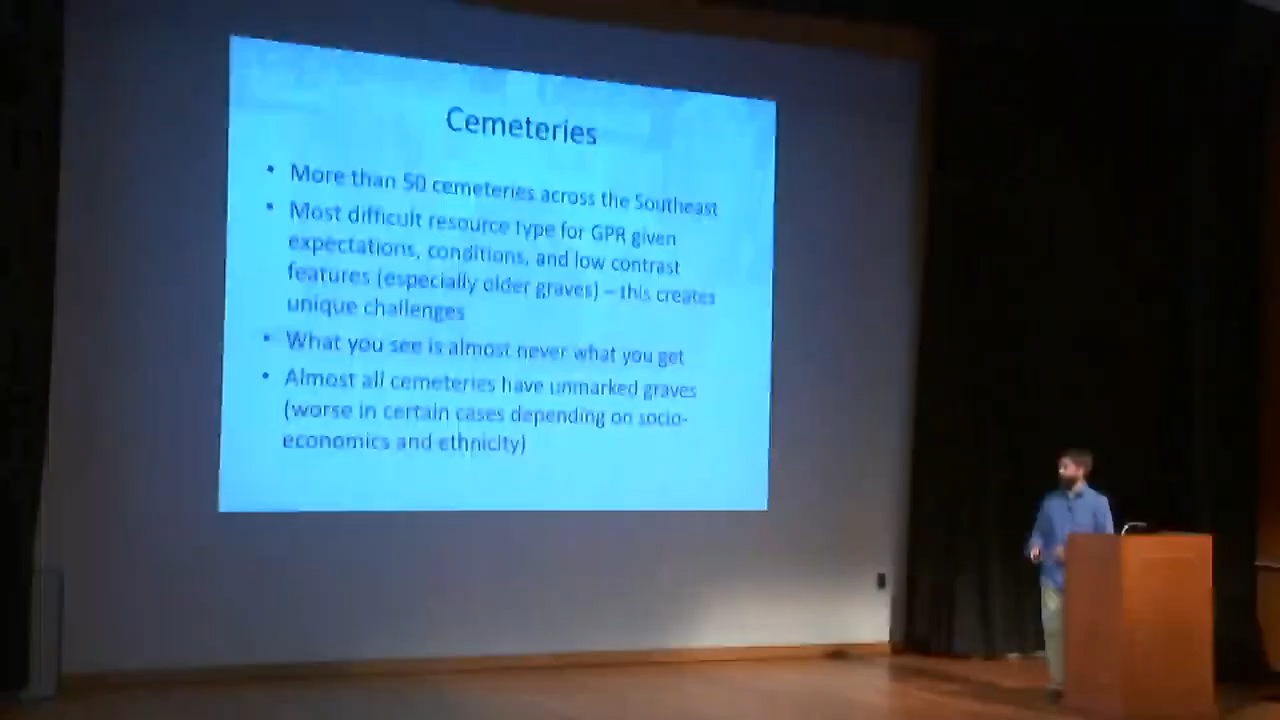 Cemeteries
• More than 50 cemeteries across the Southeast
• Most difficult resource type for GPR given
expectations, conditions, and low contrast
features (especially older graves) – this creates
unique challenges
• What you see is almost never what you get
• Almost all cemeteries have unmarked graves
(worse in certain cases depending on socio-
economics and ethnicity)